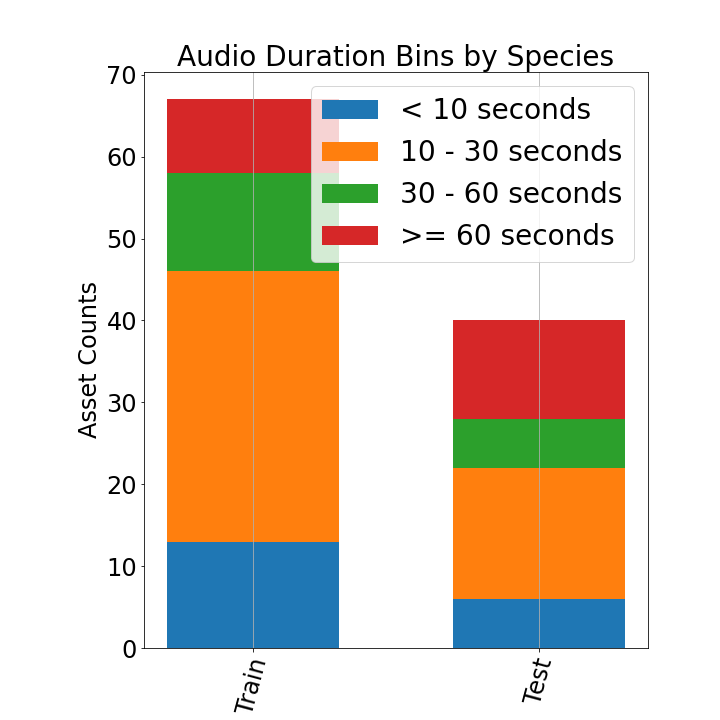 Audio Duration Bins by Species
70
60
50
40
30
20
10
0
Asset Counts
< 10 seconds
10 - 30 seconds
30 - 60 seconds
>= 60 seconds
Train
Test